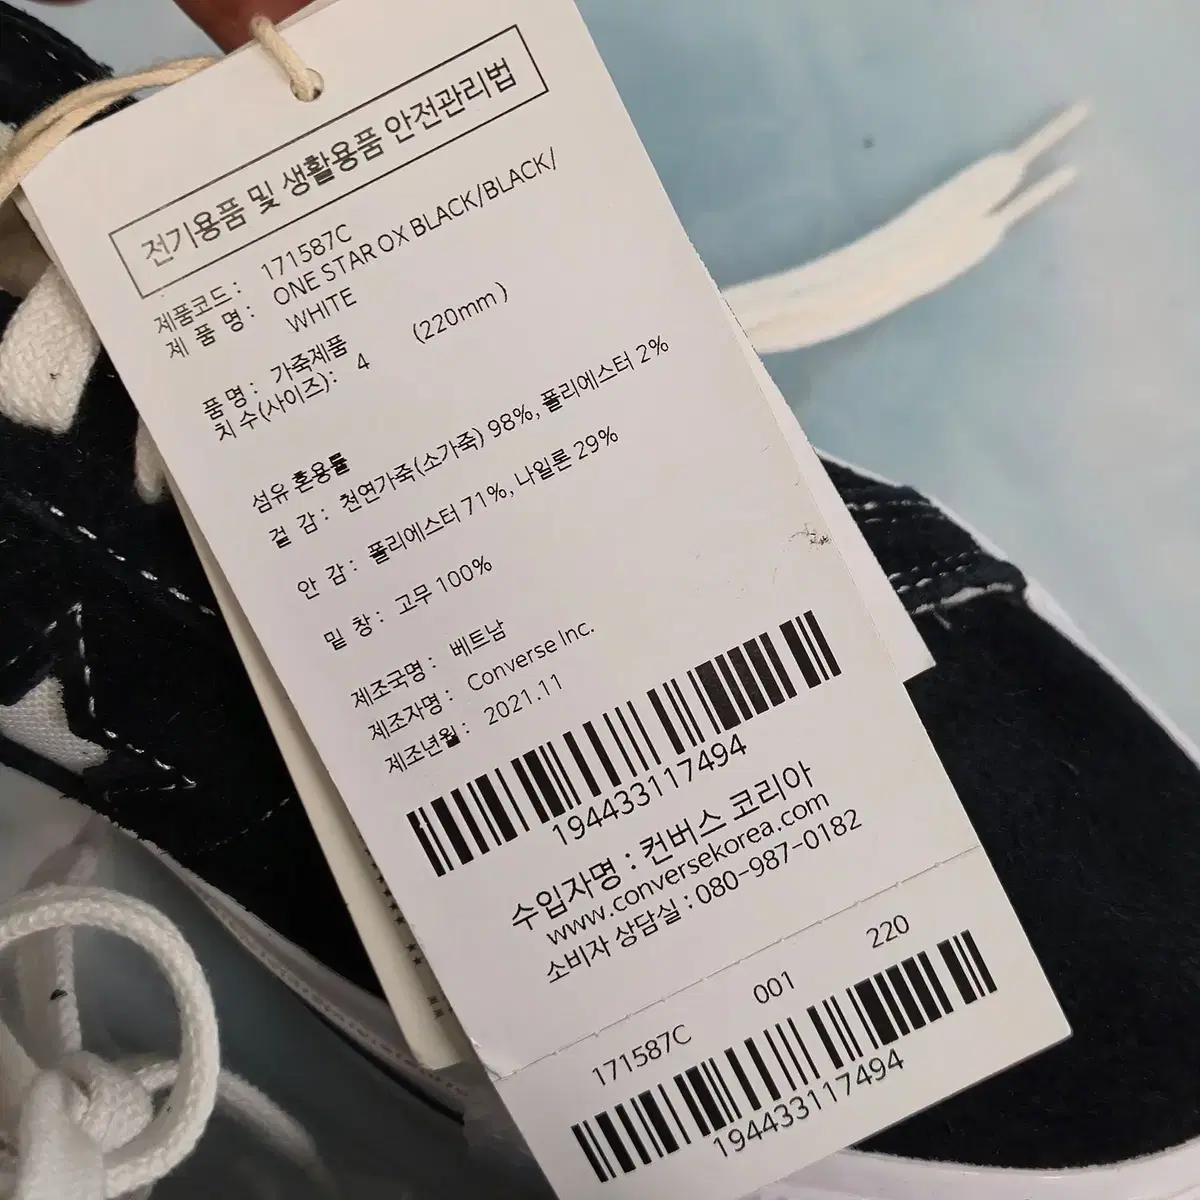 전기용품 및 생활용품 안전관리법
제품코드: 171587C
제 품 명: ONE STAR OX BLACK/BLACK/
WHITE
품명: 가죽제품
치수(사이즈): 4 (220mm)
섬유 혼용률
겉 감: 천연가죽(소가죽) 98%, 폴리에스터 2%
안 감: 폴리에스터 71%, 나일론 29%
밑 창: 고무 100%
제조국명: 베트남
제조자명: Converse Inc.
제조년월: 2021.11
194433117494
수입자명 : 컨버스 코리아
www.conversekorea.com
소비자 상담실 : 080-987-0182
171587C 001 220
194433117494